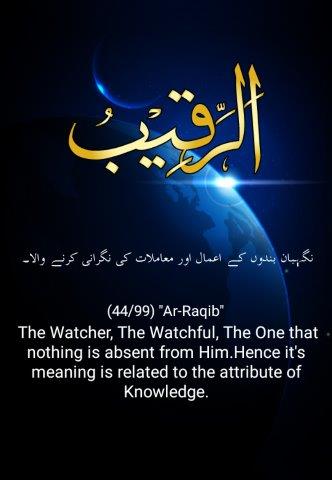 الرَّقِيْبُ
نگہبان بندوں کے اعمال اور معاملات کی نگرانی کرنے والا۔
(44/99) "Ar-Raqib"
The Watcher, The Watchful, The One that
nothing is absent from Him.Hence it's
meaning is related to the attribute of
Knowledge.